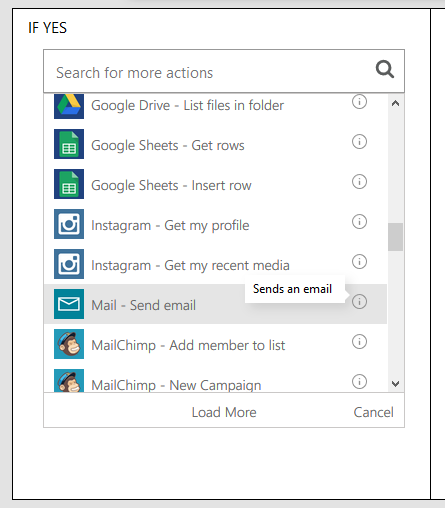 IF YES
Search for more actions
Google Drive - List files in folder
Google Sheets - Get rows
Google Sheets - Insert row
Instagram - Get my profile
Instagram - Get my recent media
Sends an email
Mail - Send email
MailChimp - Add member to list
MailChimp - New Campaign
Load More
Cancel